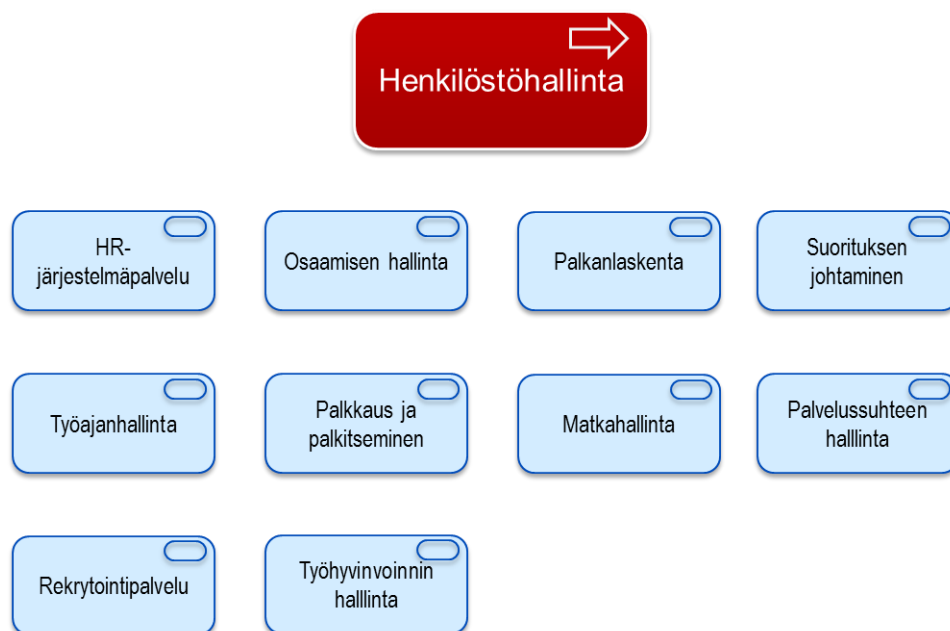 Henkilöstöhallinta
HR-
järjestelmäpalvelu
Osaamisen hallinta
Palkanlaskenta
Suorituksen
johtaminen
Työajanhallinta
Palkkaus ja
palkitseminen
Matkahallinta
Palvelussuhteen
halllinta
Rekrytointipalvelu
Työhyvinvoinnin
halllinta